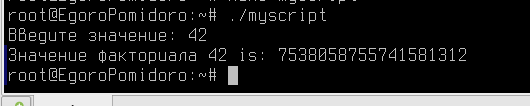 root@EgoroPomidoro:~# ./myscript
Введите значение: 42
Значение факториала 42 is: 7538058755741581312
root@EgoroPomidoro:~#